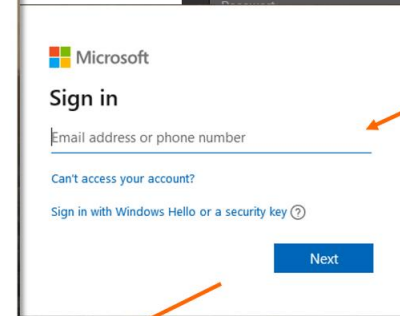 Microsoft
Sign in
Email address or phone number
Can't access your account?
Sign in with Windows Hello or a security key ?
Next